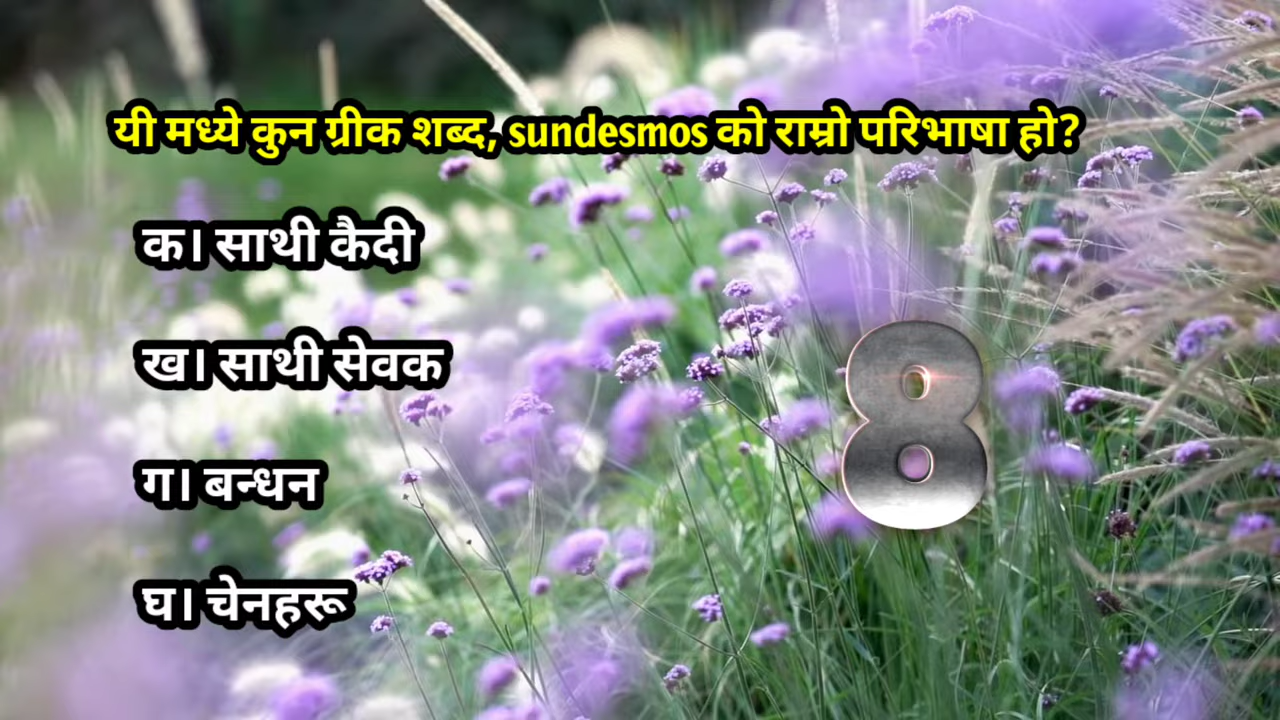 यी मध्ये कुन ग्रीक शब्द, sundesmos को राम्रो परिभाषा हो?
क। साथी कैदी
ख। साथी सेवक
ग। बन्धन
घ। चेनहरू
8